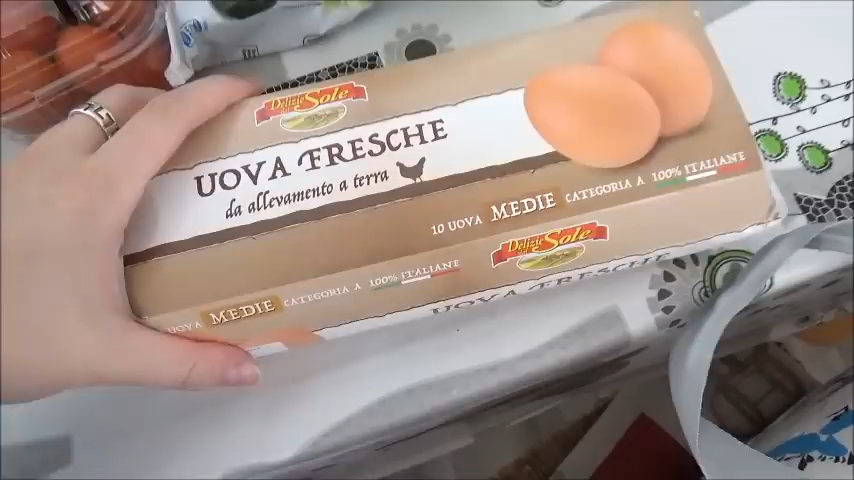 Delizie dal Sole
UOVA FRESCHE
da allevamento a terra
10 UOVA MEDIE CATEGORIA A 100% ITALIANE
Delizie dal Sole
UOVA MEDIE CATEGORIA A 100% ITALIANE
UOVA FRESCHE